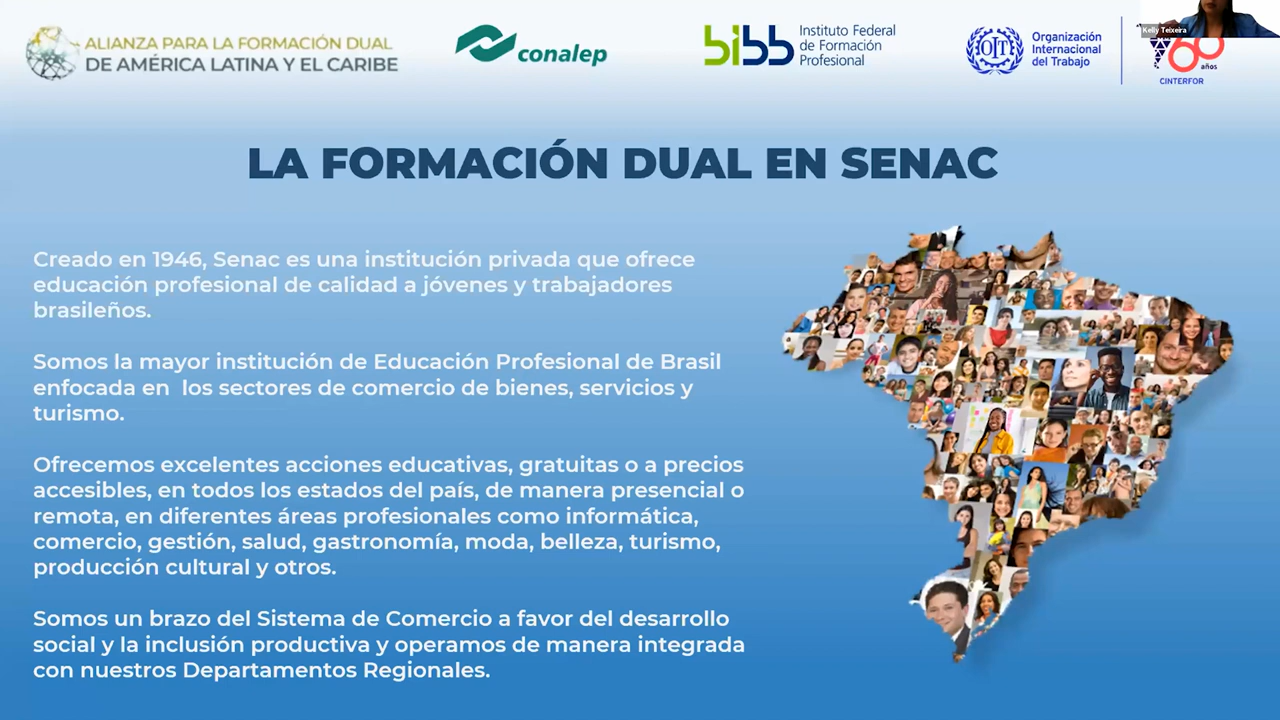 ALIANZA PARA LA FORMACIÓN DUAL
DE AMÉRICA LATINA Y EL CARIBE
conalep
bibb
Instituto Federal
de Formación
Profesional
OIT
Organización
Internacional
del Trabajo
Kelly Teixeira
60
años
CINTERFOR
LA FORMACIÓN DUAL EN SENAC
Creado en 1946, Senac es una institución privada que ofrece
educación profesional de calidad a jóvenes y trabajadores
brasileños.
Somos la mayor institución de Educación Profesional de Brasil
enfocada en los sectores de comercio de bienes, servicios y
turismo.
Ofrecemos excelentes acciones educativas, gratuitas o a precios
accesibles, en todos los estados del país, de manera presencial o
remota, en diferentes áreas profesionales como informática,
comercio, gestión, salud, gastronomía, moda, belleza, turismo,
producción cultural y otros.
Somos un brazo del Sistema de Comercio a favor del desarrollo
social y la inclusión productiva y operamos de manera integrada
con nuestros Departamentos Regionales.